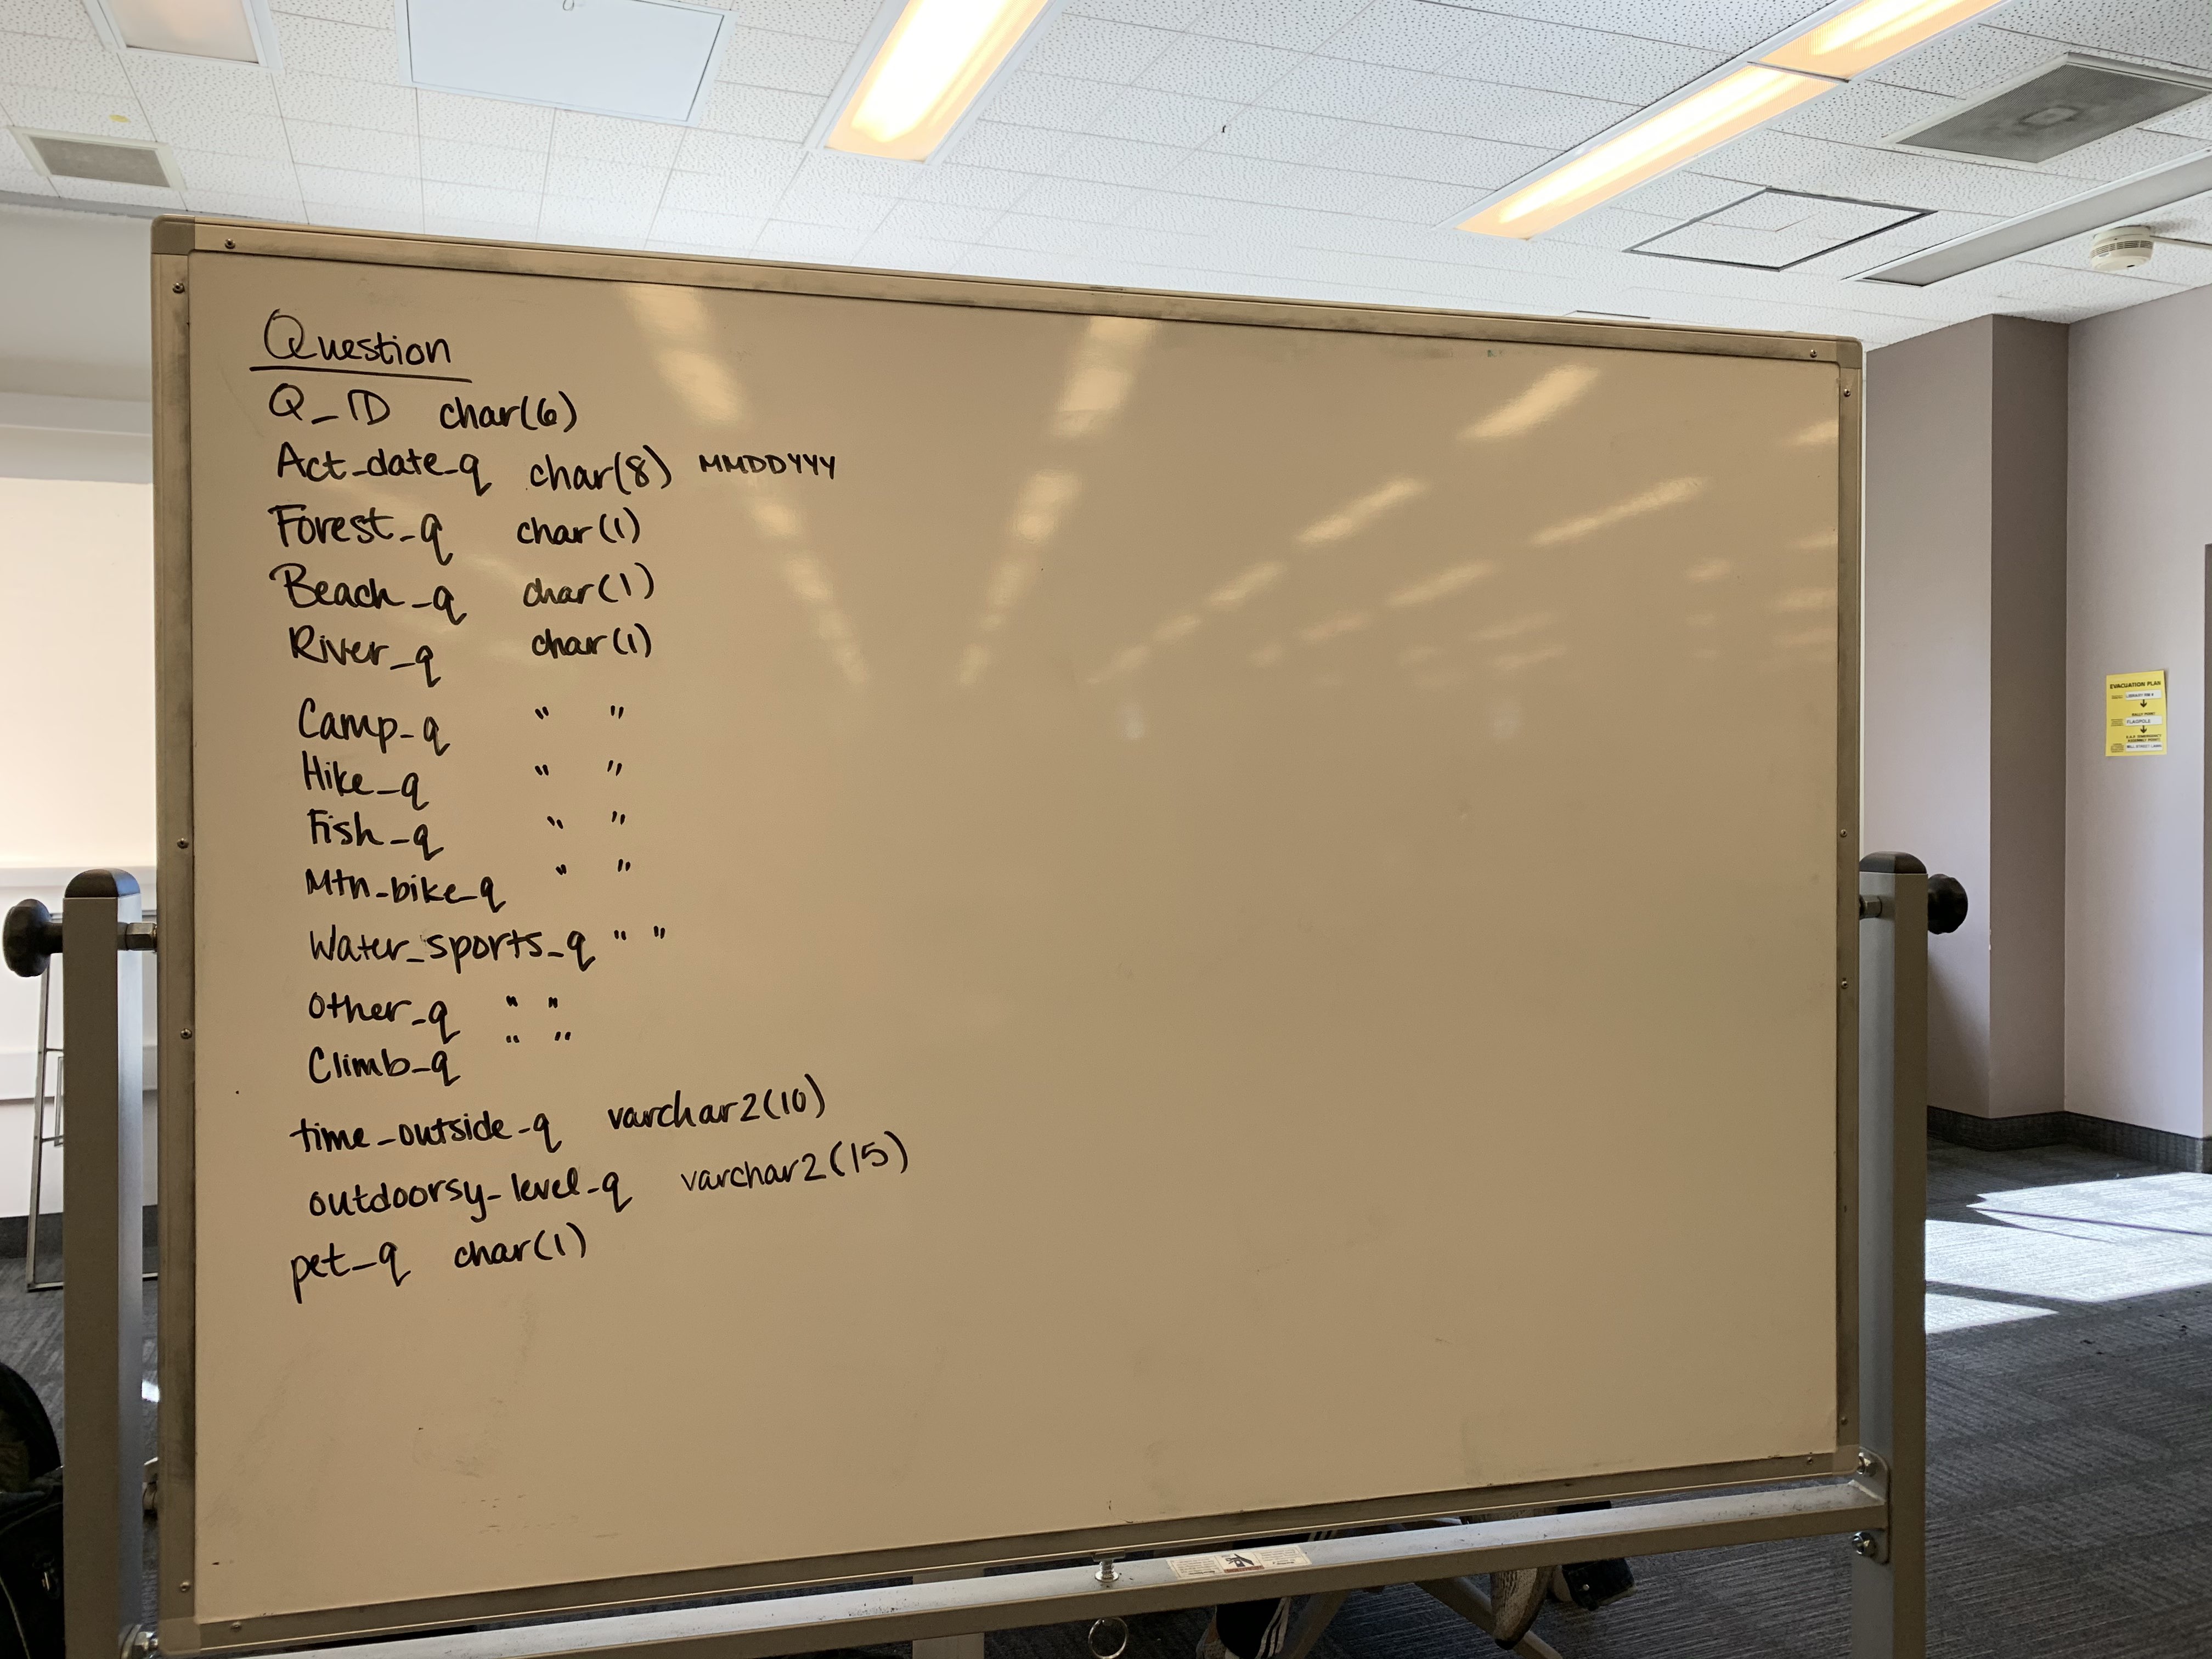 Question
Q_ID char(6)
Act_date_q char(8) MMDDYYY
Forest_q char(1)
Beach_q char(1)
River_q char(1)
Camp_q " "
Hike_q " "
Fish_q " "
Mtn_bike_q " "
Water_sports_q " "
Other_q " "
Climb_q " "
time_outside_q varchar2(10)
outdoorsy_level_q varchar2(15)
pet_q char(1)
EVACUATION PLAN
FLAGPOLE